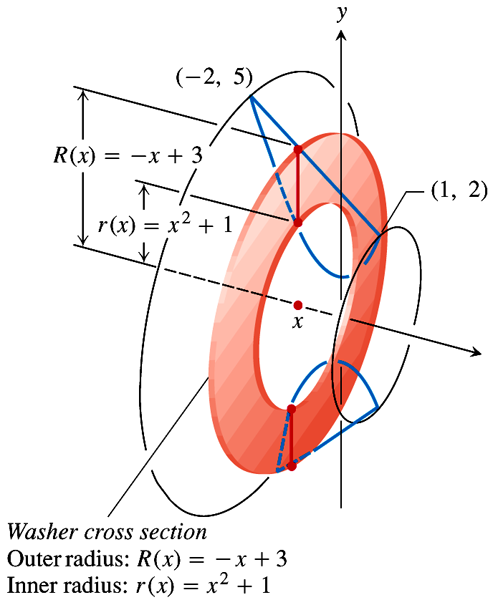 y
(−2, 5)
R(x) = −x + 3
(1, 2)
r(x) = x² + 1
x
Washer cross section
Outer radius: R(x) = −x + 3
Inner radius: r(x) = x² + 1